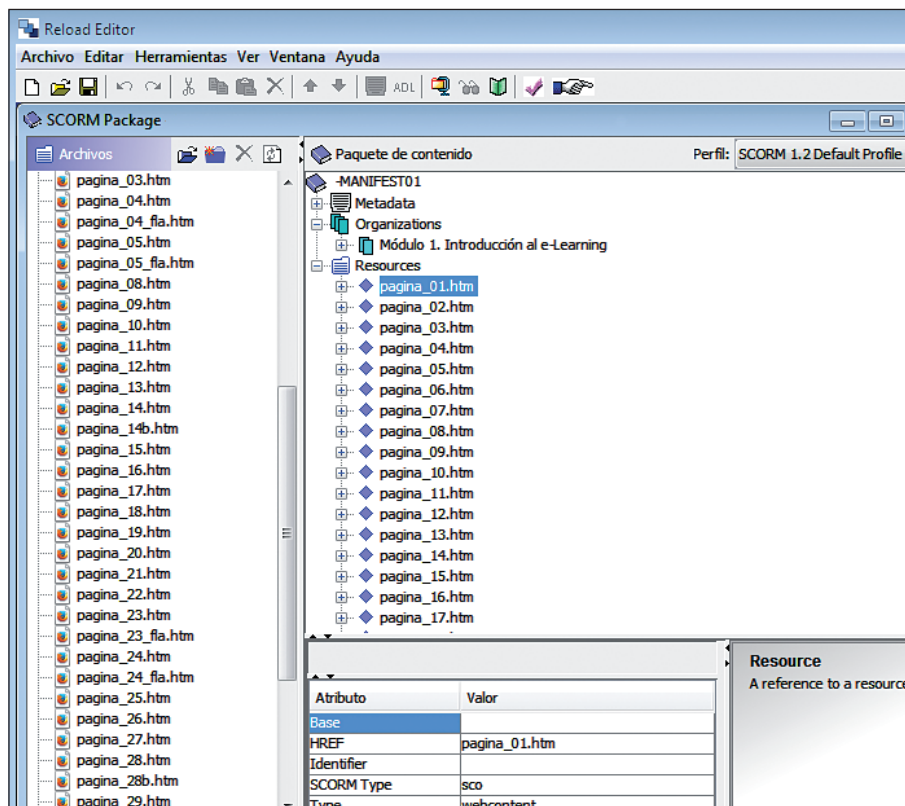 Reload Editor
Archivo Editar Herramientas Ver Ventana Ayuda
ADL
SCORM Package
Archivos
pagina_03.htm
pagina_04.htm
pagina_04_fla.htm
pagina_05.htm
pagina_05_fla.htm
pagina_08.htm
pagina_09.htm
pagina_10.htm
pagina_11.htm
pagina_12.htm
pagina_13.htm
pagina_14.htm
pagina_14b.htm
pagina_15.htm
pagina_16.htm
pagina_17.htm
pagina_18.htm
pagina_19.htm
pagina_20.htm
pagina_21.htm
pagina_22.htm
pagina_23.htm
pagina_23_fla.htm
pagina_24.htm
pagina_24_fla.htm
pagina_25.htm
pagina_26.htm
pagina_27.htm
pagina_28.htm
pagina_28b.htm
pagina_29.htm
Paquete de contenido
Perfil: SCORM 1.2 Default Profile
-MANIFEST01
Metadata
Organizations
Módulo 1. Introducción al e-Learning
Resources
pagina_01.htm
pagina_02.htm
pagina_03.htm
pagina_04.htm
pagina_05.htm
pagina_06.htm
pagina_07.htm
pagina_08.htm
pagina_09.htm
pagina_10.htm
pagina_11.htm
pagina_12.htm
pagina_13.htm
pagina_14.htm
pagina_15.htm
pagina_16.htm
pagina_17.htm
Atributo Valor
Base
HREF pagina_01.htm
Identifier
SCORM Type sco
Type webcontent
Resource
A reference to a resource